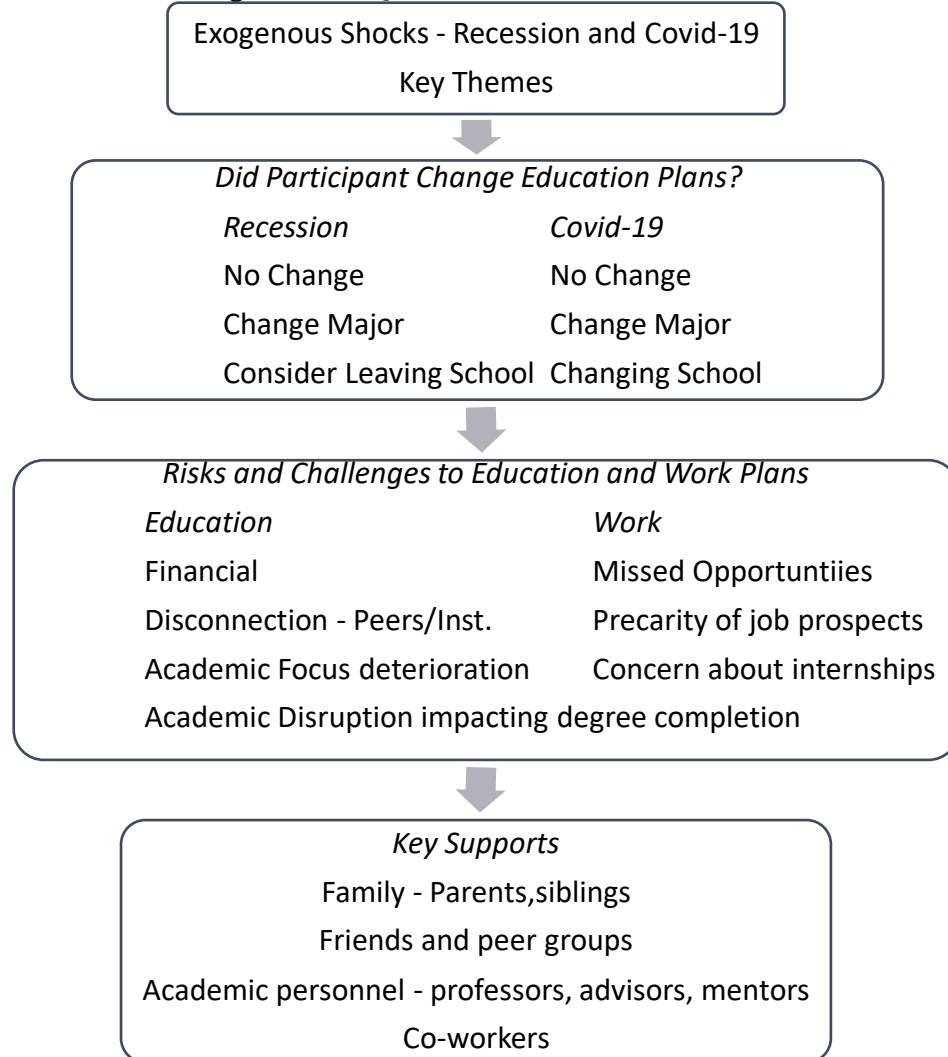 Exogenous Shocks - Recession and Covid-19
Key Themes
Did Participant Change Education Plans?
Recession Covid-19
No Change No Change
Change Major Change Major
Consider Leaving School Changing School
Risks and Challenges to Education and Work Plans
Education Work
Financial Missed Opportuntiies
Disconnection - Peers/Inst. Precarity of job prospects
Academic Focus deterioration Concern about internships
Academic Disruption impacting degree completion
Key Supports
Family - Parents,siblings
Friends and peer groups
Academic personnel - professors, advisors, mentors
Co-workers